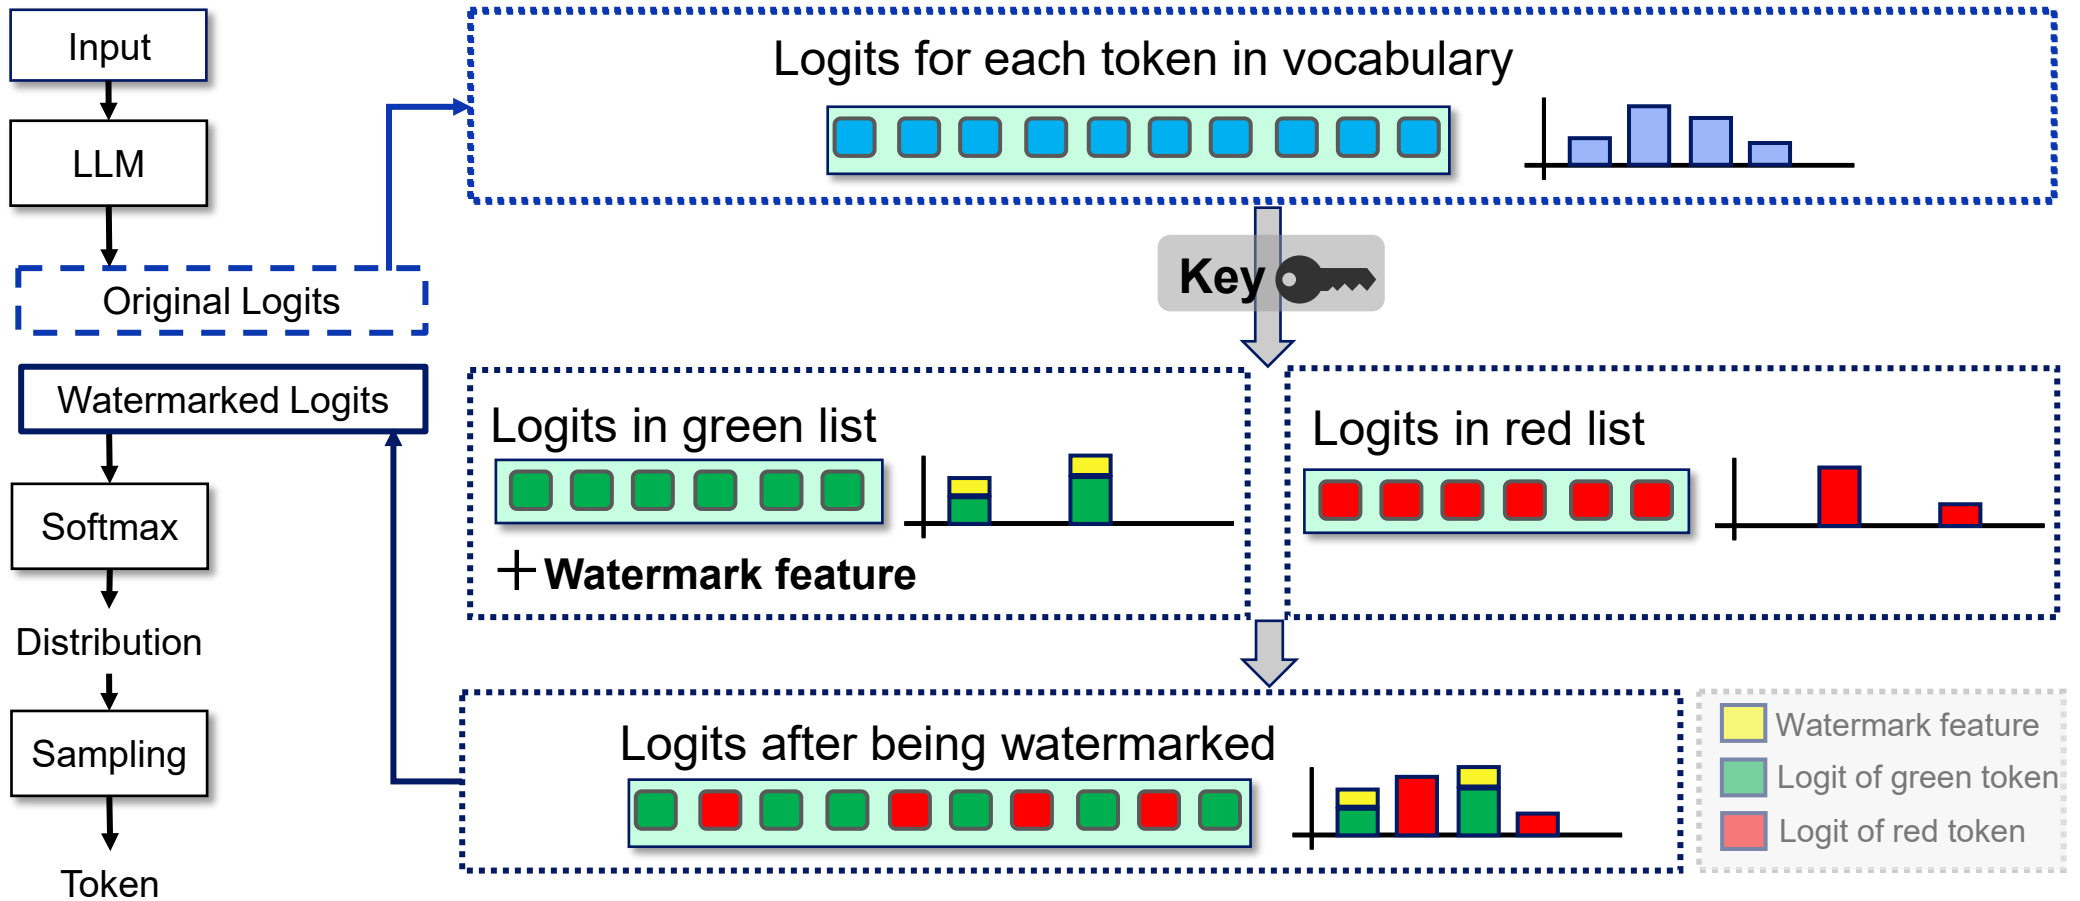 Input
LLM
Original Logits
Watermarked Logits
Softmax
Distribution
Sampling
Token
Logits for each token in vocabulary
Key
Logits in green list
+ Watermark feature
Logits in red list
Logits after being watermarked
Watermark feature
Logit of green token
Logit of red token